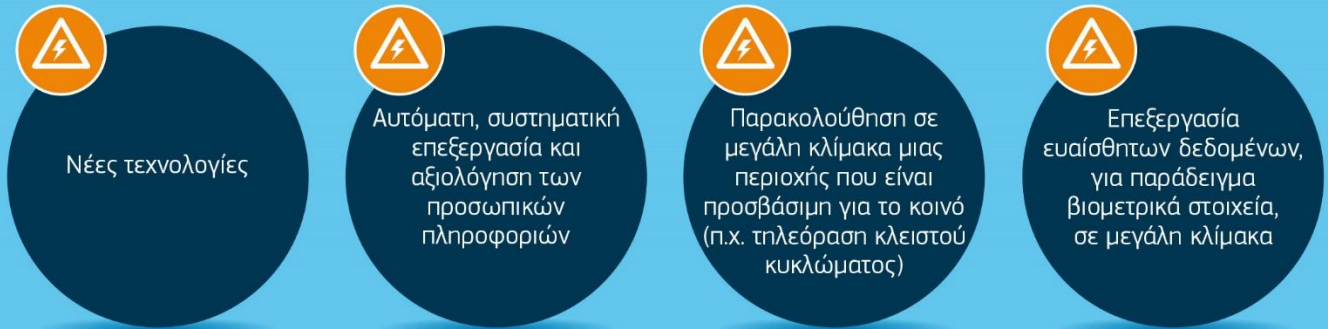 Νέες τεχνολογίες
Αυτόματη, συστηματική
επεξεργασία και
αξιολόγηση των
προσωπικών
πληροφοριών
Παρακολούθηση σε
μεγάλη κλίμακα μιας
περιοχής που είναι
προσβάσιμη για το κοινό
(π.χ. τηλεόραση κλειστού
κυκλώματος)
Επεξεργασία
ευαίσθητων δεδομένων,
για παράδειγμα
βιομετρικά στοιχεία,
σε μεγάλη κλίμακα